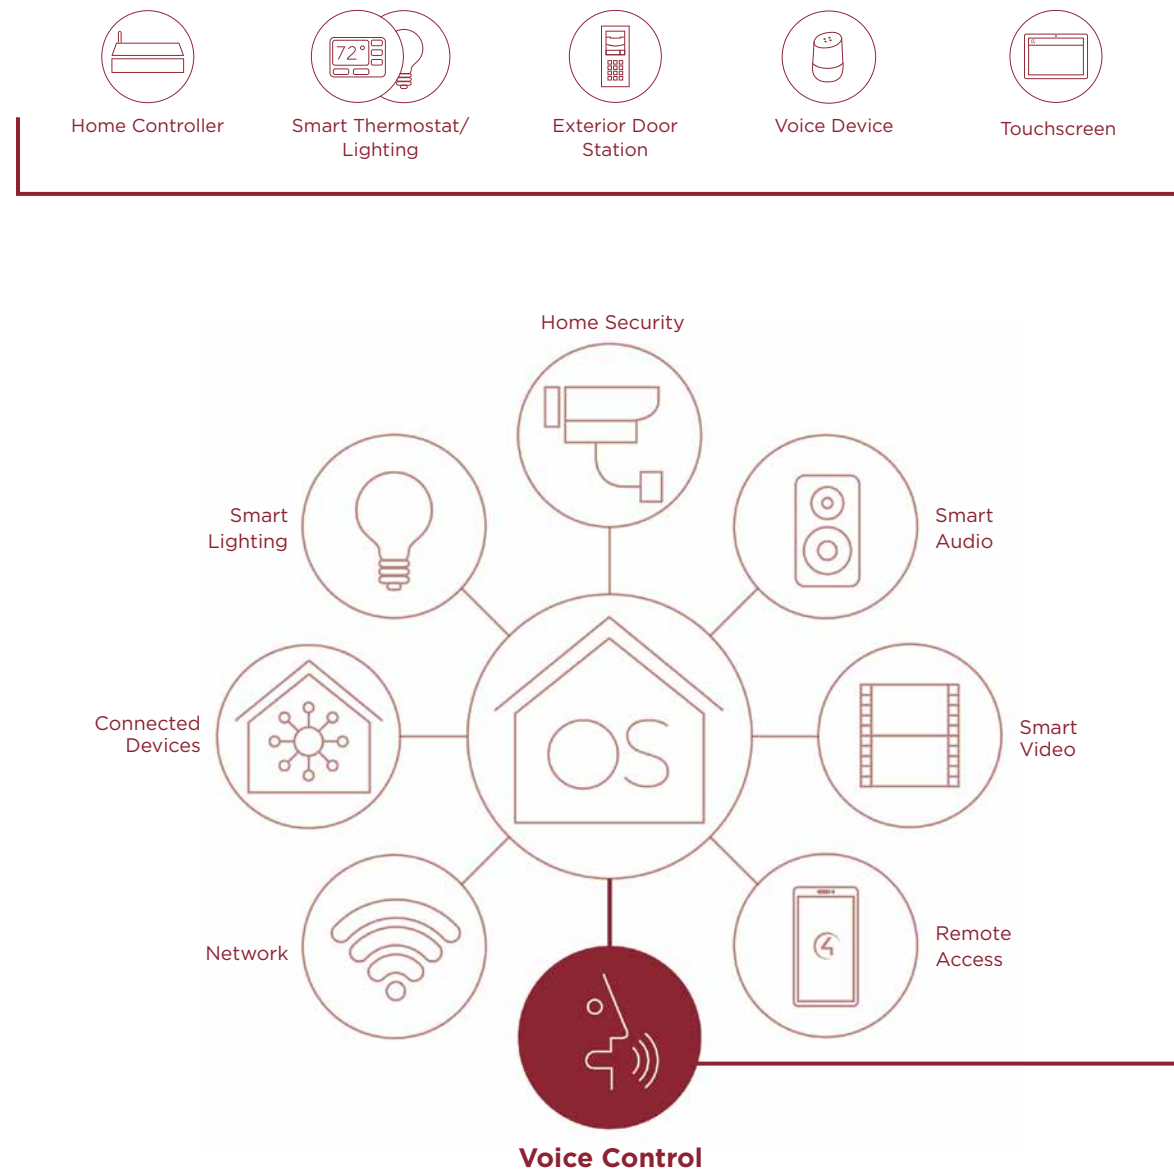 72°
Home Controller
Smart Thermostat/
Lighting
Exterior Door
Station
Voice Device
Touchscreen
Home Security
Smart
Lighting
Smart
Audio
Connected
Devices
OS
Smart
Video
Network
4
Remote
Access
Voice Control